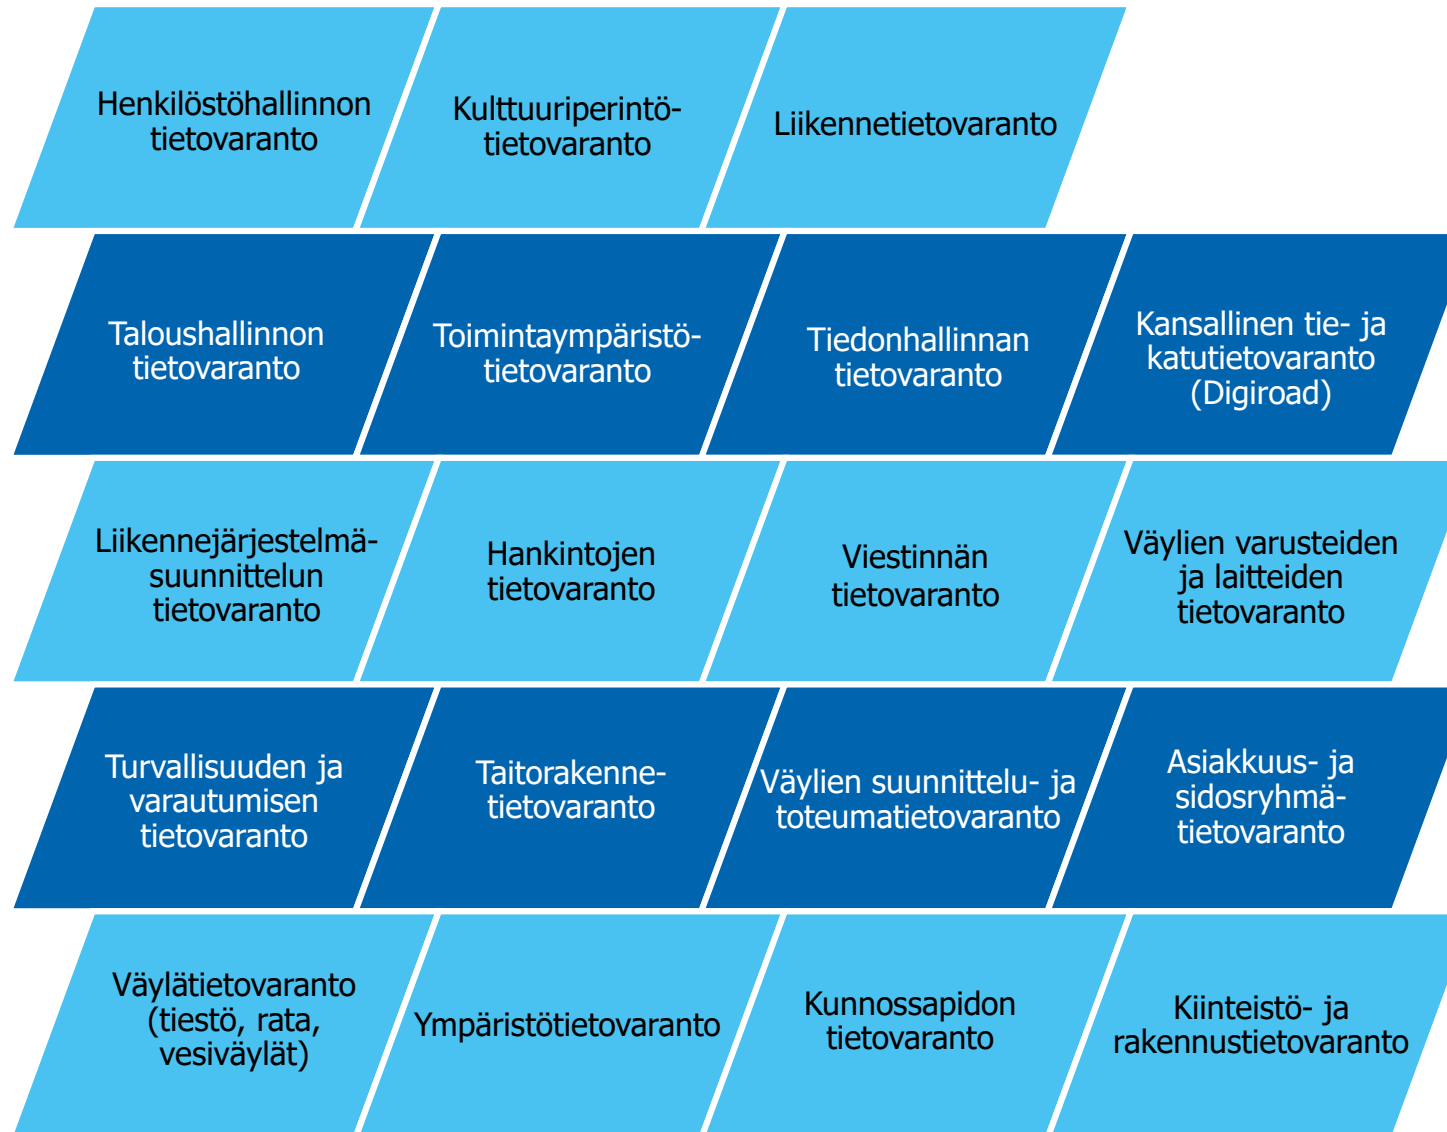 Henkilöstöhallinnon
tietovaranto
Kulttuuriperintö-
tietovaranto
Liikennetietovaranto
Taloushallinnon
tietovaranto
Toimintaympäristö-
tietovaranto
Tiedonhallinnan
tietovaranto
Kansallinen tie- ja
katutietovaranto
(Digiroad)
Liikennejärjestelmä-
suunnittelun
tietovaranto
Hankintojen
tietovaranto
Viestinnän
tietovaranto
Väylien varusteiden
ja laitteiden
tietovaranto
Turvallisuuden ja
varautumisen
tietovaranto
Taitorakenne-
tietovaranto
Väylien suunnittelu- ja
toteumatietovaranto
Asiakkuus- ja
sidosryhmä-
tietovaranto
Väylätietovaranto
(tiestö, rata,
vesiväylät)
Ympäristötietovaranto
Kunnossapidon
tietovaranto
Kiinteistö- ja
rakennustietovaranto